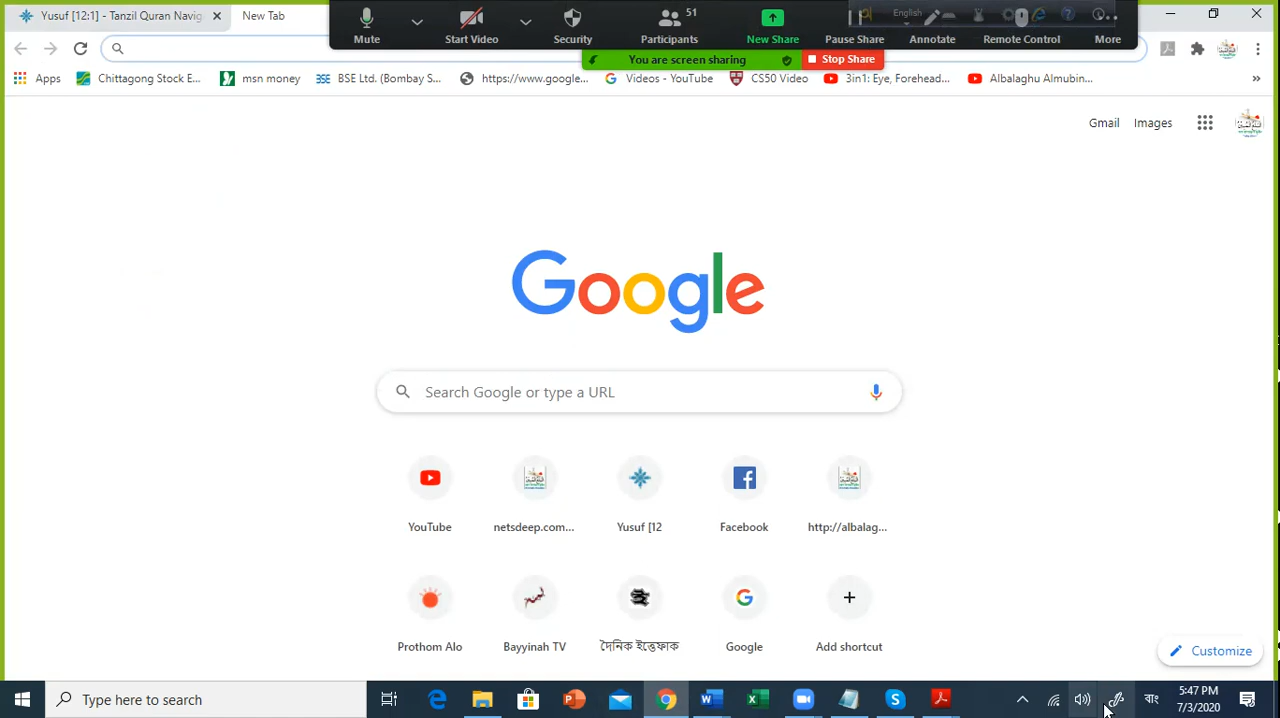 Yusuf [12:1] - Tanzil Quran Navig
New Tab
51
English
Mute
Start Video
Security
Participants
New Share
Pause Share
Annotate
Remote Control
More
You are screen sharing
Stop Share
Apps
Chittagong Stock E...
msn money
BSE Ltd. (Bombay S...
https://www.google...
Videos - YouTube
CS50 Video
3in1: Eye, Forehead...
Albalaghu Almubin...
Gmail
Images
Google
Search Google or type a URL
YouTube
netsdeep.com...
Yusuf [12
Facebook
http://albalag...
Prothom Alo
Bayyinah TV
দৈনিক ইত্তেফাক
Google
Add shortcut
Customize
Type here to search
বাং
5:47 PM
7/3/2020